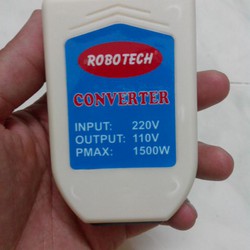 ROBOTECH
CONVERTER
INPUT: 220V
OUTPUT: 110V
PMAX: 1500W